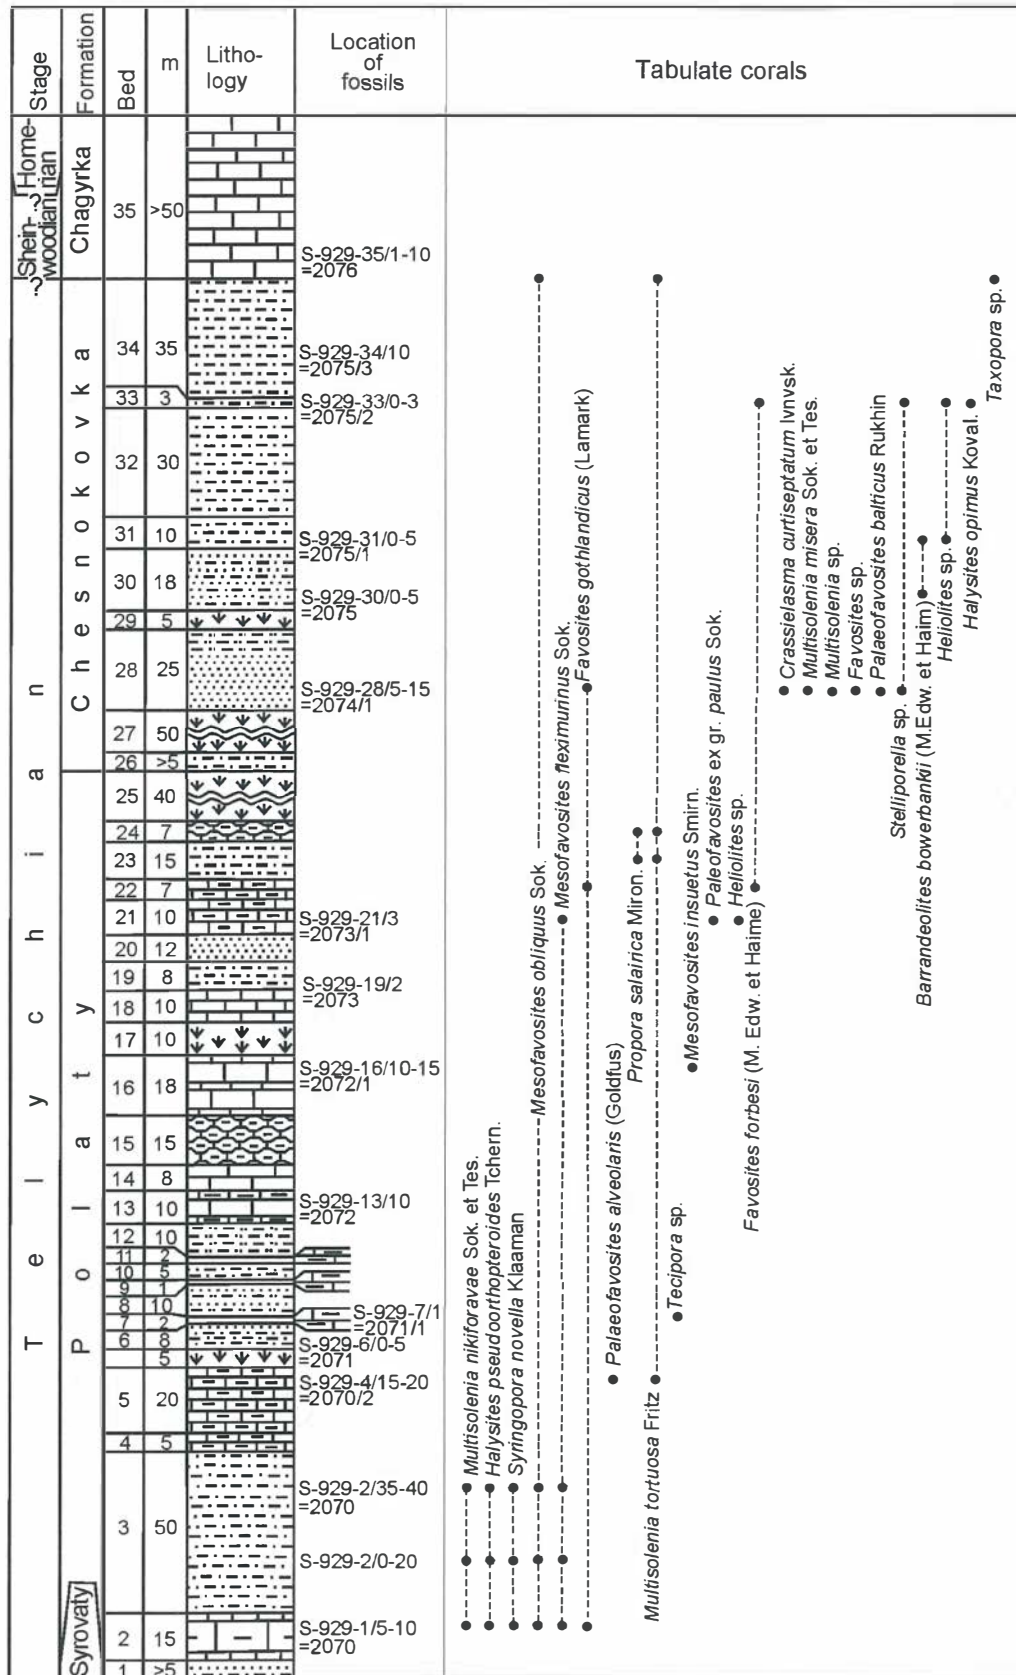 Stage
Formation
Bed
m
Litho-
logy
Location
of
fossils
Tabulate corals
Home-
rian
?
Shein-
woodian
?
Telychian
Chagyrka
Chessnokovka
Polaty
Syrovaty
35 >50
34 35
33 3
32 30
31 10
30 18
29 5
28 25
27 50
26 >5
25 40
24 7
23 15
22 7
21 10
20 12
19 8
18 10
17 10
16 18
15 15
14 8
13 10
12 10
11 2
10 5
9 1
8 10
7 2
6 8
5
5 20
4 5
3 50
2 15
1 >5
S-929-35/1-10
=2076
S-929-34/10
=2075/3
S-929-33/0-3
=2075/2
S-929-31/0-5
=2075/1
S-929-30/0-5
=2075
S-929-28/5-15
=2074/1
S-929-21/3
=2073/1
S-929-19/2
=2073
S-929-16/10-15
=2072/1
S-929-13/10
=2072
S-929-7/1
=2071/1
S-929-6/0-5
=2071
S-929-4/15-20
=2070/2
S-929-2/35-40
=2070
S-929-2/0-20
S-929-1/5-10
=2070
Multisolenia nikiforavae Sok. et Tes.
Halysites pseudoorthopteroides Tchern.
Syringopora novella Klaaman
Mesofavosites obliquus Sok.
Mesofavosites fleximurinus Sok.
Favosites gothlandicus (Lamark)
Palaeofavosites alveolaris (Goldfus)
Propora salairica Miron.
Multisolenia tortuosa Fritz
Tecipora sp.
Mesofavosites insuetus Smirn.
Paleofavosites ex gr. paulus Sok.
Heliolites sp.
Favosites forbesi (M. Edw. et Haime)
Crassielasma curtiseptatum Ivnvsk.
Multisolenia misera Sok. et Tes.
Multisolenia sp.
Favosites sp.
Palaeofavosites balticus Rukhin
Stelliporella sp.
Barrandeolites bowerbankii (M.Edw. et Haim)
Heliolites sp.
Halysites opimus Koval.
Taxopora sp.